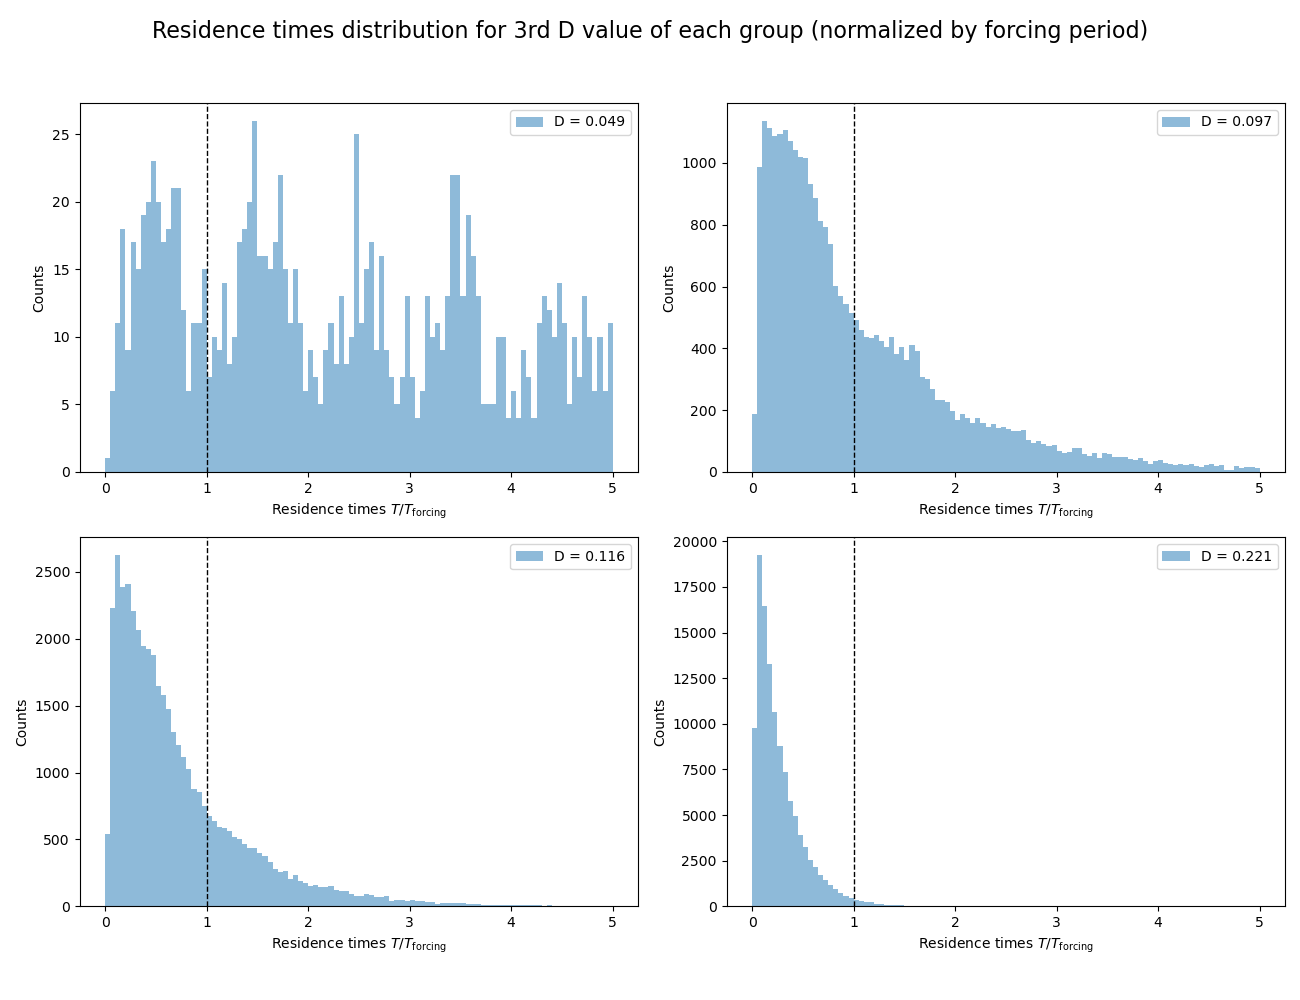 Residence times distribution for 3rd D value of each group (normalized by forcing period)
D = 0.049
Counts
25
20
15
10
5
0
0 1 2 3 4 5
Residence times T/T_forcing
D = 0.097
Counts
1000
800
600
400
200
0
0 1 2 3 4 5
Residence times T/T_forcing
D = 0.116
Counts
2500
2000
1500
1000
500
0
0 1 2 3 4 5
Residence times T/T_forcing
D = 0.221
Counts
20000
17500
15000
12500
10000
7500
5000
2500
0
0 1 2 3 4 5
Residence times T/T_forcing